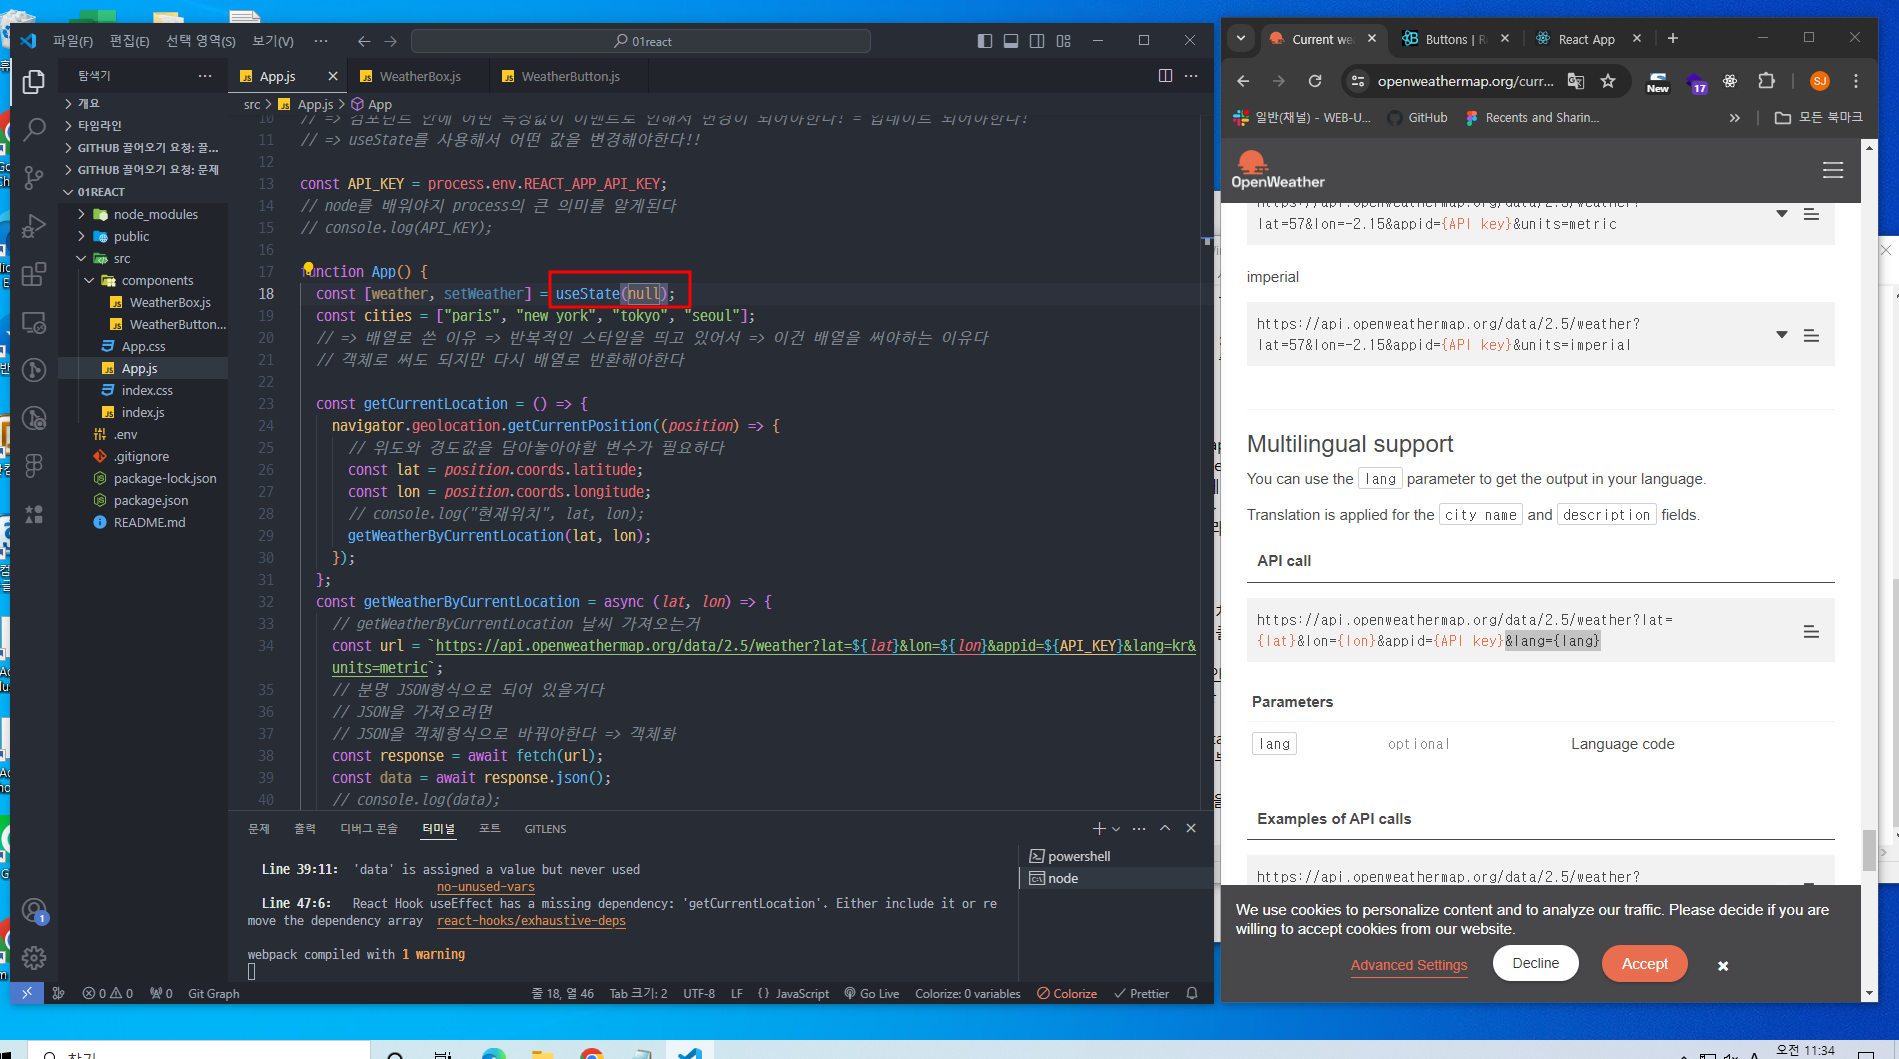 파일(F) 편집(E) 선택 영역(S) 보기(V) ··· 01react
탐색기 ···
개요
타임라인
GITHUB 끌어오기 요청: 끌...
GITHUB 끌어오기 요청: 문제
01REACT
node_modules
public
src
components
WeatherBox.js
WeatherButton...
App.css
App.js
index.css
index.js
.env
.gitignore
package-lock.json
package.json
README.md
App.js WeatherBox.js WeatherButton.js
src > App.js > App
10 // => 컴포넌트 안에 어떤 특정값이 이벤트로 인해서 변경이 되어야한다! = 업데이트 되어야한다!
11 // => useState를 사용해서 어떤 값을 변경해야한다!!
12
13 const API_KEY = process.env.REACT_APP_API_KEY;
14 // node를 배워야지 process의 큰 의미를 알게된다
15 // console.log(API_KEY);
16
17 function App() {
18 const [weather, setWeather] = useState(null);
19 const cities = ["paris", "new york", "tokyo", "seoul"];
20 // => 배열로 쓴 이유 => 반복적인 스타일을 띄고 있어서 => 이건 배열을 써야하는 이유다
21 // 객체로 써도 되지만 다시 배열로 반환해야한다
22
23 const getCurrentLocation = () => {
24 navigator.geolocation.getCurrentPosition((position) => {
25 // 위도와 경도값을 담아놓아야할 변수가 필요하다
26 const lat = position.coords.latitude;
27 const lon = position.coords.longitude;
28 // console.log("현재위치", lat, lon);
29 getWeatherByCurrentLocation(lat, lon);
30 });
31 };
32 const getWeatherByCurrentLocation = async (lat, lon) => {
33 // getWeatherByCurrentLocation 날씨 가져오는거
34 const url = `https://api.openweathermap.org/data/2.5/weather?lat=${lat}&lon=${lon}&appid=${API_KEY}&lang=kr&
units=metric`;
35 // 분명 JSON형식으로 되어 있을거다
36 // JSON을 가져오려면
37 // JSON을 객체형식으로 바꿔야한다 => 객체화
38 const response = await fetch(url);
39 const data = await response.json();
40 // console.log(data);
문제 출력 디버그 콘솔 터미널 포트 GITLENS
Line 39:11: 'data' is assigned a value but never used
no-unused-vars
Line 47:6: React Hook useEffect has a missing dependency: 'getCurrentLocation'. Either include it or re
move the dependency array react-hooks/exhaustive-deps
webpack compiled with 1 warning
powershell
node
1
0 0 0 Git Graph 줄 18, 열 46 Tab 크기: 2 UTF-8 LF {} JavaScript Go Live Colorize: 0 variables Colorize Prettier
Current we Buttons | R React App
openweathermap.org/curr... New 17 SJ
일반(채널) - WEB-U... GitHub Recents and Sharin... » 모든 북마크
OpenWeather
https://api.openweathermap.org/data/2.5/weather?
lat=57&lon=-2.15&appid={API key}&units=metric
imperial
https://api.openweathermap.org/data/2.5/weather?
lat=57&lon=-2.15&appid={API key}&units=imperial
Multilingual support
You can use the lang parameter to get the output in your language.
Translation is applied for the city name and description fields.
API call
https://api.openweathermap.org/data/2.5/weather?lat=
{lat}&lon={lon}&appid={API key}&lang={lang}
Parameters
lang optional Language code
Examples of API calls
https://api.openweathermap.org/data/2.5/weather?
We use cookies to personalize content and to analyze our traffic. Please decide if you are
willing to accept cookies from our website.
Advanced Settings Decline Accept
찾기
A 오전 11:34